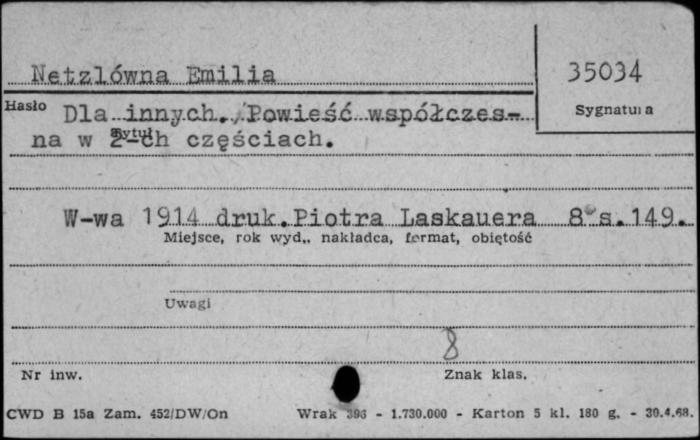 Netzlówna Emilia
35034
Hasło
Dla innych. /Powieść współczes-
Sygnatura
na w 2-ch częściach.
Tytuł
W-wa 1914 druk.Piotra Laskauera 8° s.149.
Miejsce, rok wyd., nakładca, format, objętość
Uwagi
8
Nr inw.
Znak klas.
CWD B 15a Zam. 452/DW/On Wrak 396 - 1.730.000 - Karton 5 kl. 180 g. - 30.4.68.